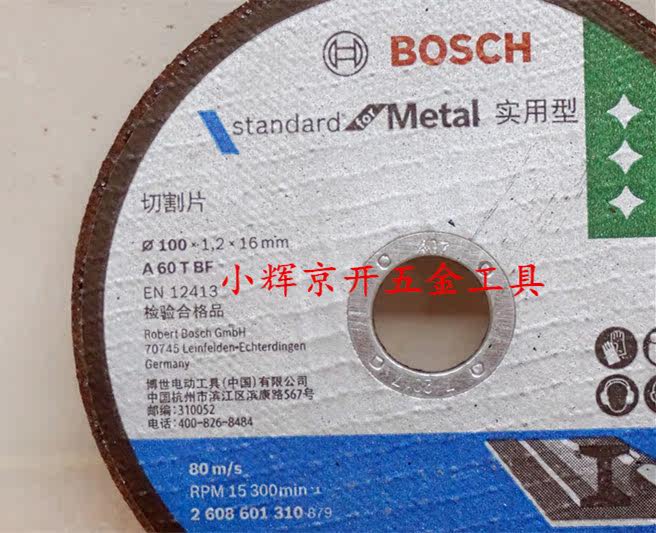 BOSCH
standard for Metal 实用型
切割片
Ø 100 × 1,2 × 16 mm
A 60 T BF
小辉京开五金工具
EN 12413
检验合格品
Robert Bosch GmbH
70745 Leinfelden-Echterdingen
Germany
博世电动工具(中国)有限公司
中国杭州市滨江区滨康路567号
邮编:310052
电话:400-826-8484
80 m/s
RPM 15 300min⁻¹
2 608 601 310 879